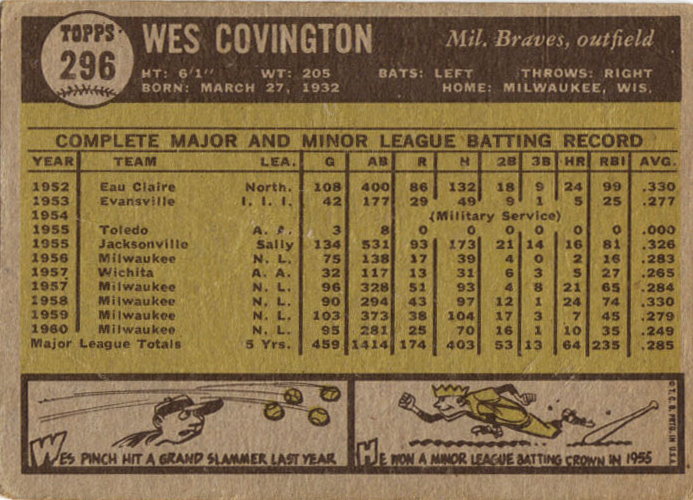 TOPPS
296
WES COVINGTON
Mil. Braves, outfield
HT: 6'1" WT: 205 BATS: LEFT THROWS: RIGHT
BORN: MARCH 27, 1932 HOME: MILWAUKEE, WIS.
COMPLETE MAJOR AND MINOR LEAGUE BATTING RECORD
YEAR TEAM LEA. G AB R H 2B 3B HR RBI AVG.
1952 Eau Claire North. 108 400 86 132 18 9 24 99 .330
1953 Evansville I. I. I. 42 177 29 49 9 1 5 25 .277
1954 (Military Service)
1955 Toledo A. A. 3 8 0 0 0 0 0 0 .000
1955 Jacksonville Sally 134 531 93 173 21 14 16 81 .326
1956 Milwaukee N. L. 75 138 17 39 4 0 2 16 .283
1957 Wichita A. A. 32 117 13 31 6 3 5 27 .265
1957 Milwaukee N. L. 96 328 51 93 4 8 21 65 .284
1958 Milwaukee N. L. 90 294 43 97 12 1 24 74 .330
1959 Milwaukee N. L. 103 373 38 104 17 3 7 45 .279
1960 Milwaukee N. L. 95 281 25 70 16 1 10 35 .249
Major League Totals 5 Yrs. 459 1414 174 403 53 13 64 235 .285
WES PINCH HIT A GRAND SLAMMER LAST YEAR
HE WON A MINOR LEAGUE BATTING CROWN IN 1955
© T.C.G. PRTD. IN U.S.A.